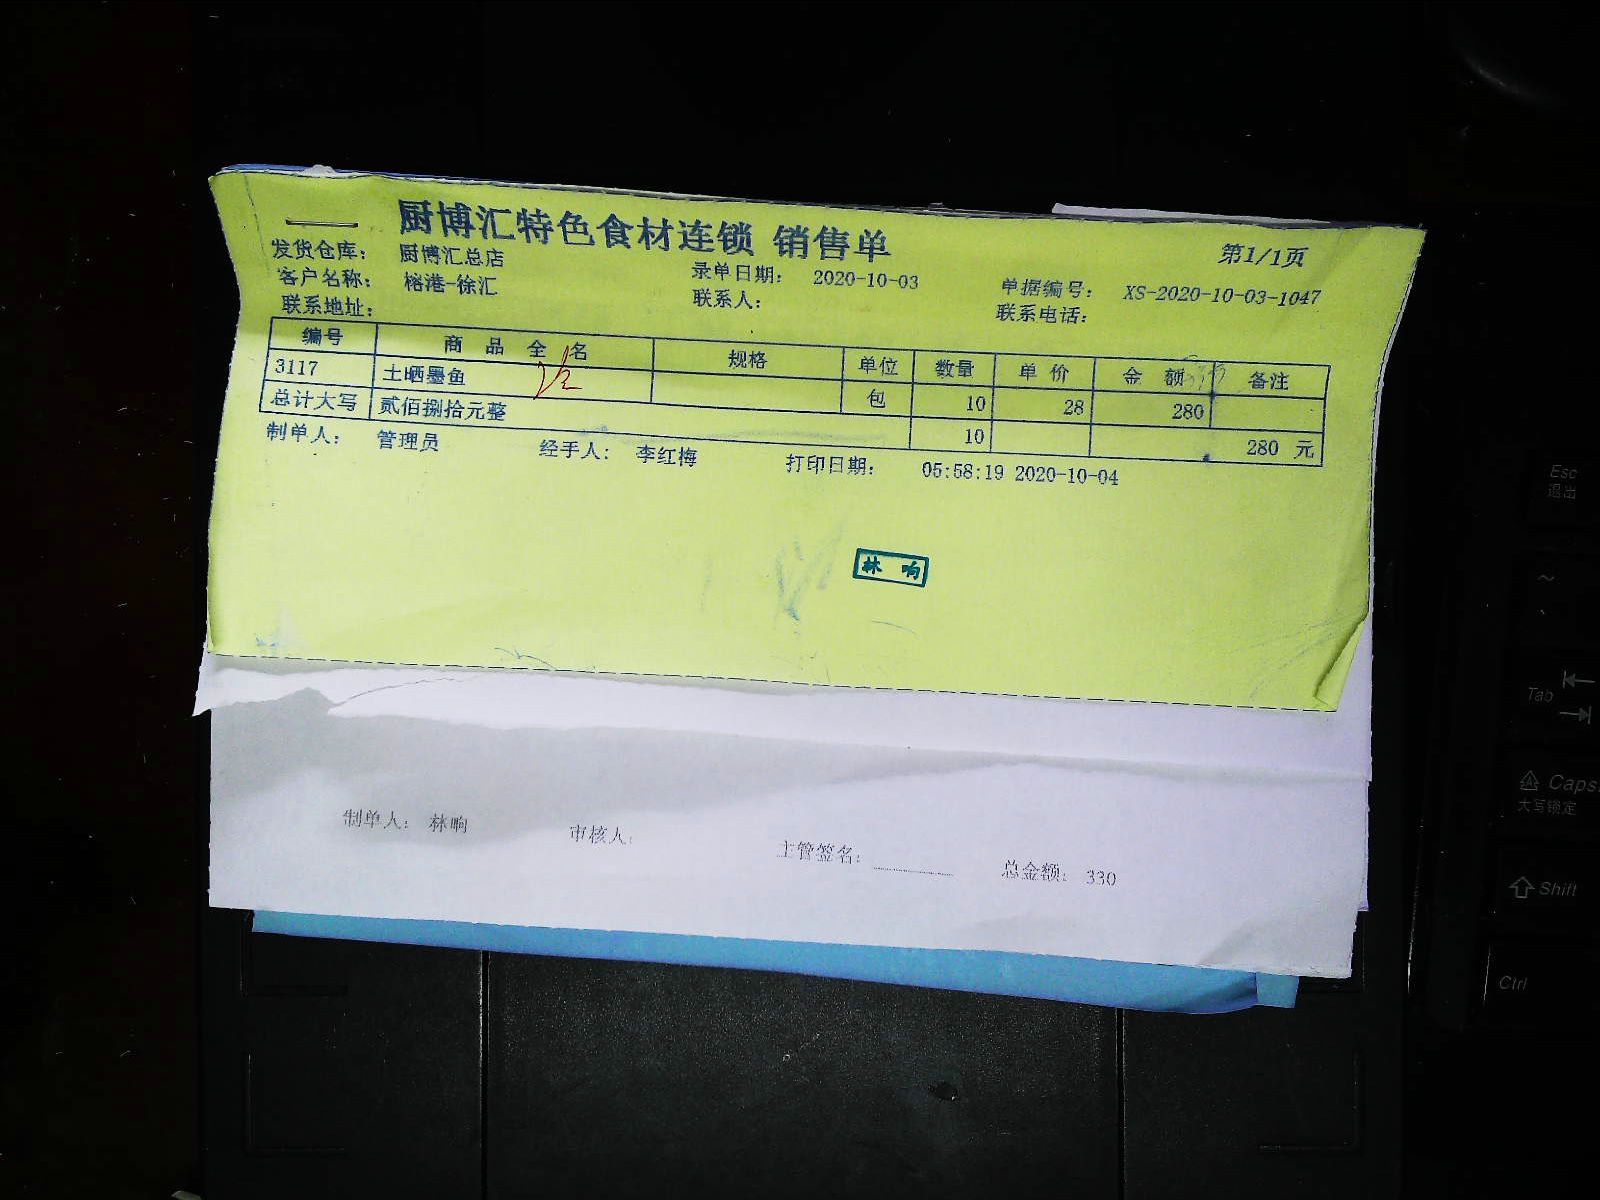 厨博汇特色食材连锁 销售单
第1/1页
发货仓库： 厨博汇总店 录单日期： 2020-10-03 单据编号： XS-2020-10-03-1047
客户名称： 榕港-徐汇 联系人： 联系电话：
联系地址：
编号 商品全名 规格 单位 数量 单价 金额 备注
3117 土晒墨鱼 包 10 28 280
总计大写 贰佰捌拾元整 10 280 元
制单人： 管理员 经手人： 李红梅 打印日期： 05:58:19 2020-10-04
林 响
制单人： 林响 审核人： 主管签名： 总金额： 330
Esc
退出
~
Tab
Caps
大写锁定
Shift
Ctrl